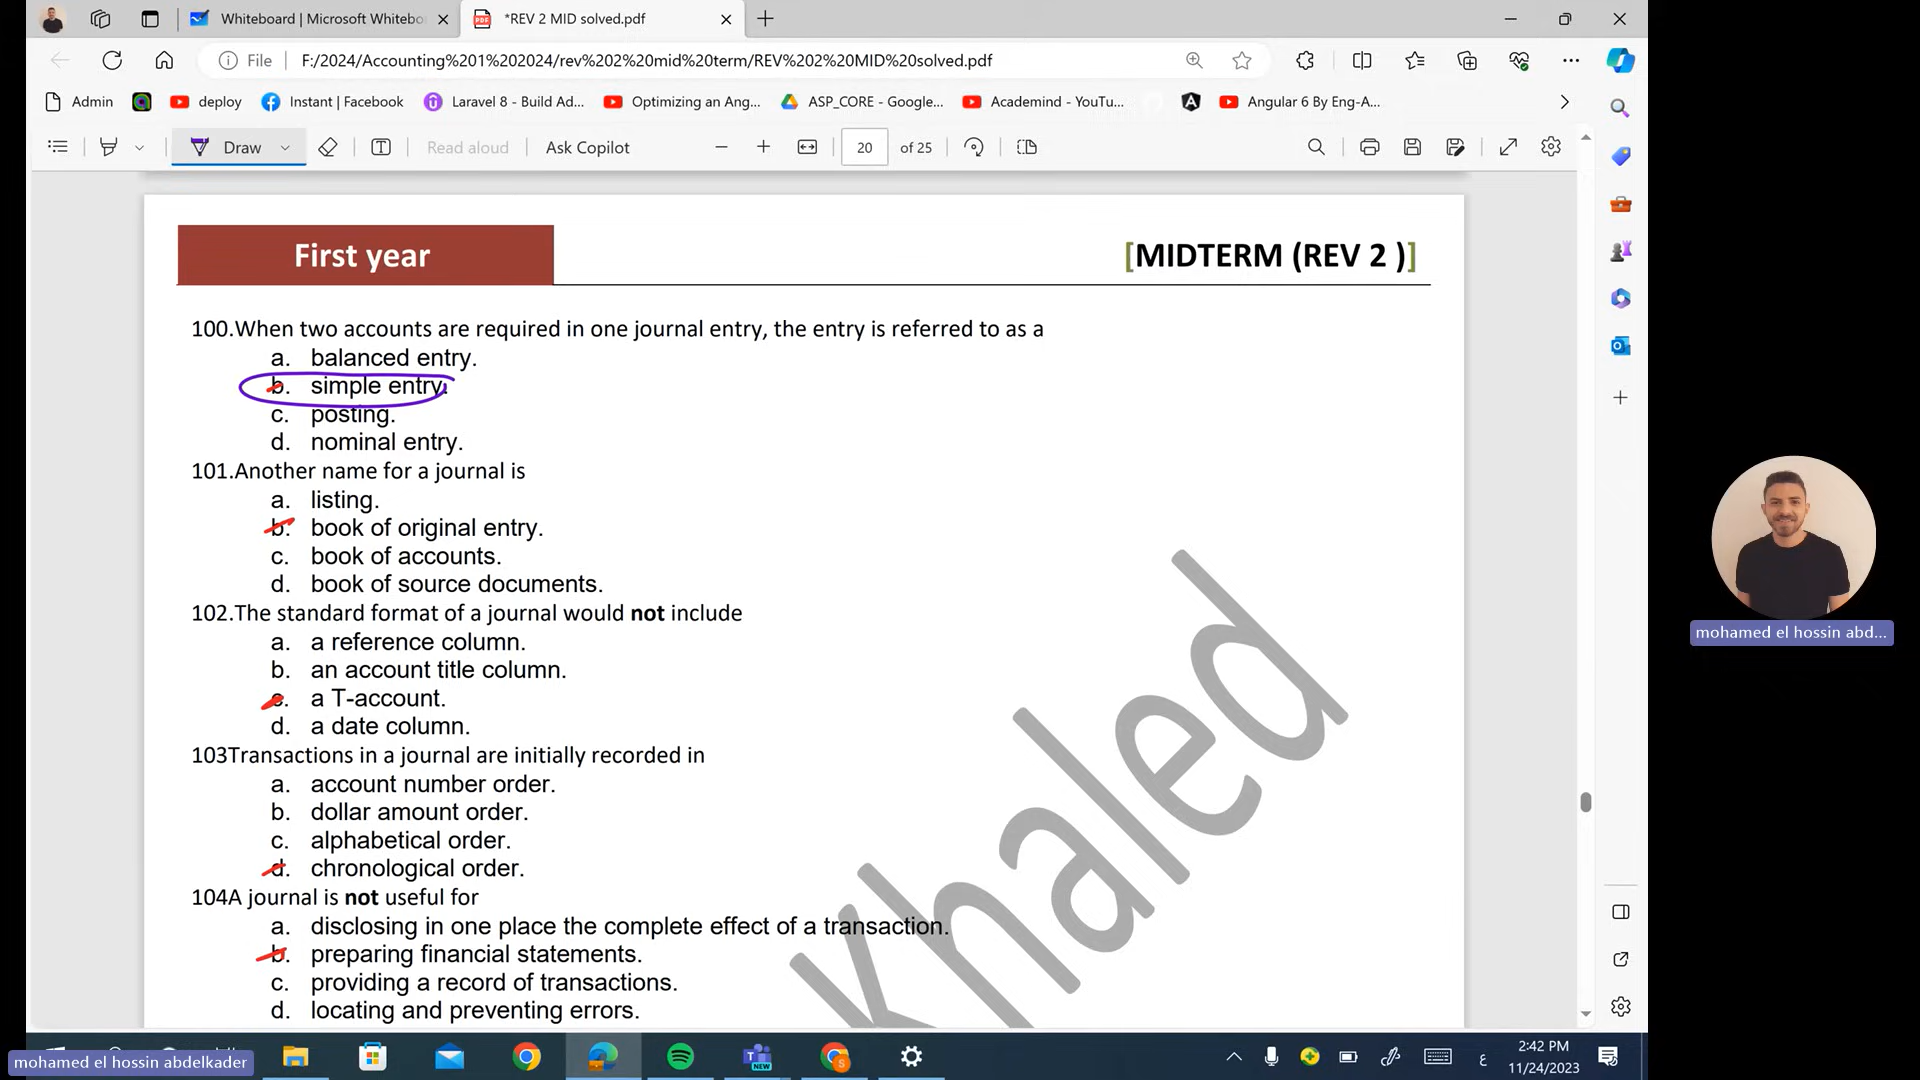 Whiteboard | Microsoft Whitebo
*REV 2 MID solved.pdf
File
F:/2024/Accounting%201%202024/rev%202%20mid%20term/REV%202%20MID%20solved.pdf
Admin
deploy
Instant | Facebook
Laravel 8 - Build Ad...
Optimizing an Ang...
ASP_CORE - Google...
Academind - YouTu...
Angular 6 By Eng-A...
Draw
Read aloud
Ask Copilot
20
of 25
First year
[MIDTERM (REV 2 )]
100.When two accounts are required in one journal entry, the entry is referred to as a
a. balanced entry.
b. simple entry.
c. posting.
d. nominal entry.
101.Another name for a journal is
a. listing.
b. book of original entry.
c. book of accounts.
d. book of source documents.
102.The standard format of a journal would not include
a. a reference column.
b. an account title column.
c. a T-account.
d. a date column.
103Transactions in a journal are initially recorded in
a. account number order.
b. dollar amount order.
c. alphabetical order.
d. chronological order.
104A journal is not useful for
a. disclosing in one place the complete effect of a transaction.
b. preparing financial statements.
c. providing a record of transactions.
d. locating and preventing errors.
Khaled
mohamed el hossin abd...
mohamed el hossin abdelkader
NEW
ع
2:42 PM
11/24/2023